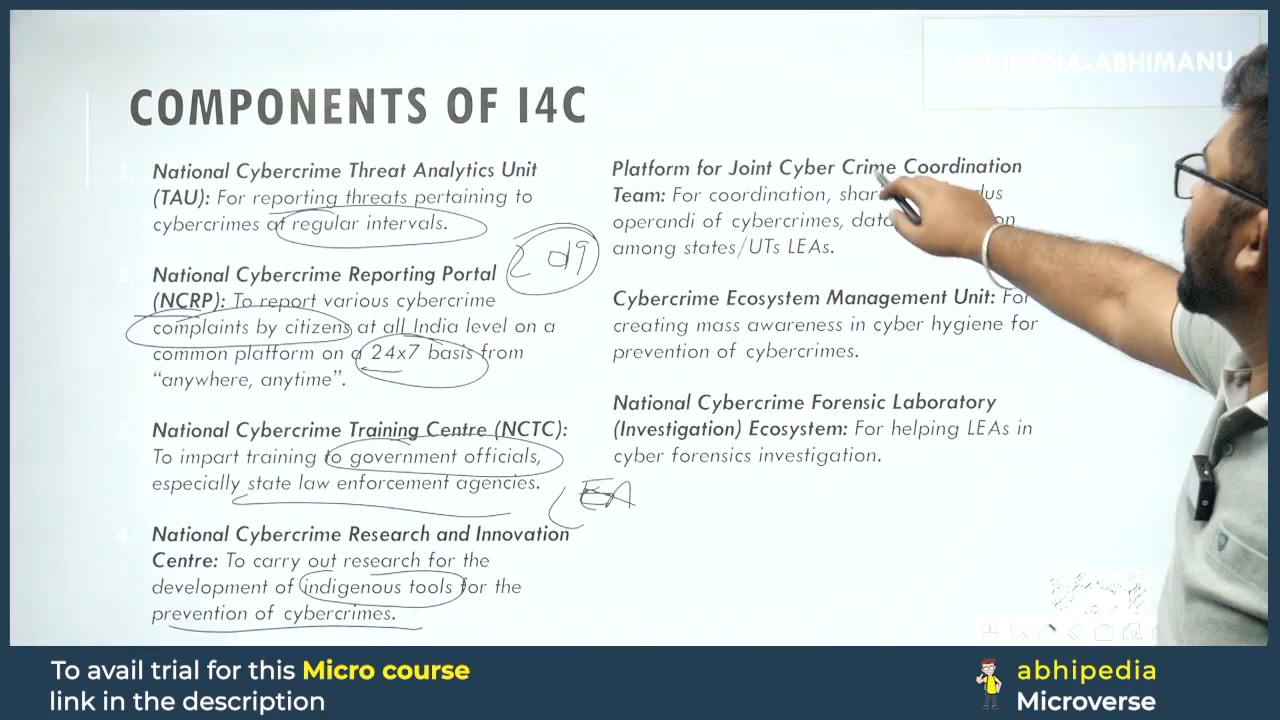 ABHIPEDIA-ABHIMANU
COMPONENTS OF I4C
1. National Cybercrime Threat Analytics Unit
(TAU): For reporting threats pertaining to
cybercrimes at regular intervals.
2. National Cybercrime Reporting Portal
(NCRP): To report various cybercrime
complaints by citizens at all India level on a
common platform on a 24x7 basis from
“anywhere, anytime”.
3. National Cybercrime Training Centre (NCTC):
To impart training to government officials,
especially state law enforcement agencies.
LEA
4. National Cybercrime Research and Innovation
Centre: To carry out research for the
development of indigenous tools for the
prevention of cybercrimes.
Platform for Joint Cyber Crime Coordination
Team: For coordination,
operandi of cybercrimes,
among states/UTs LEAs.
Cybercrime Ecosystem Management Unit: For
creating mass awareness in cyber hygiene for
prevention of cybercrimes.
National Cybercrime Forensic Laboratory
(Investigation) Ecosystem: For helping LEAs in
cyber forensics investigation.
To avail trial for this Micro course
link in the description
abhipedia
Microverse